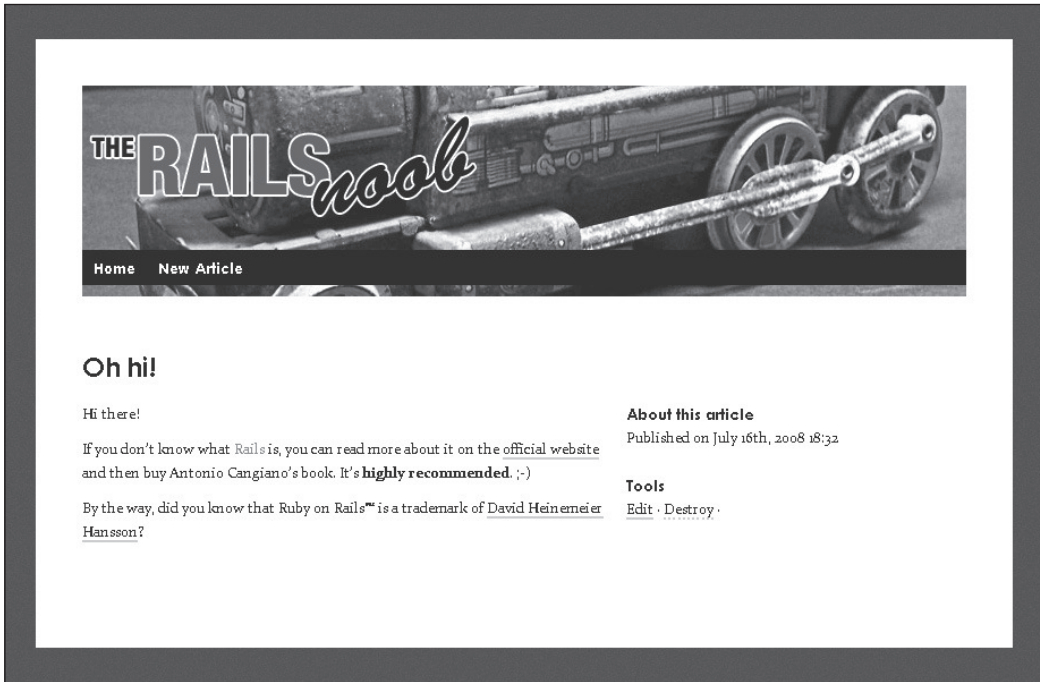 THE RAILS noob
Home New Article
Oh hi!
Hi there!
If you don't know what Rails is, you can read more about it on the official website
and then buy Antonio Cangiano's book. It's highly recommended. ;-)
By the way, did you know that Ruby on Rails™ is a trademark of David Heinemeier
Hansson?
About this article
Published on July 16th, 2008 18:32
Tools
Edit · Destroy ·